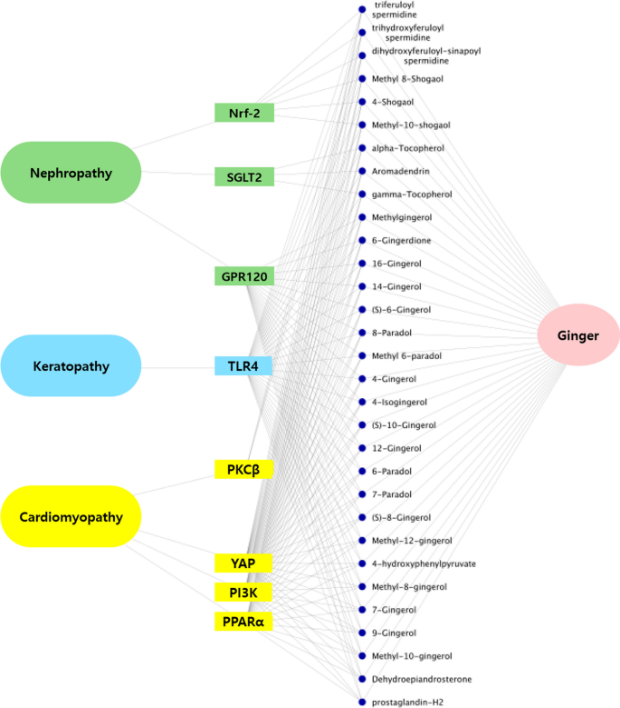 triferuloyl
spermidine
trihydroxyferuloyl
spermidine
dihydroxyferuloyl-sinapoyl
spermidine
Methyl 8-Shogaol
4-Shogaol
Methyl-10-shogaol
alpha-Tocopherol
Aromadendrin
gamma-Tocopherol
Methylgingerol
6-Gingerdione
16-Gingerol
14-Gingerol
(S)-6-Gingerol
8-Paradol
Methyl 6-paradol
4-Gingerol
4-Isogingerol
(S)-10-Gingerol
12-Gingerol
6-Paradol
7-Paradol
(S)-8-Gingerol
Methyl-12-gingerol
4-hydroxyphenylpyruvate
Methyl-8-gingerol
7-Gingerol
9-Gingerol
Methyl-10-gingerol
Dehydroepiandrosterone
prostaglandin-H2
Nrf-2
SGLT2
GPR120
TLR4
PKCβ
YAP
PI3K
PPARα
Nephropathy
Keratopathy
Cardiomyopathy
Ginger